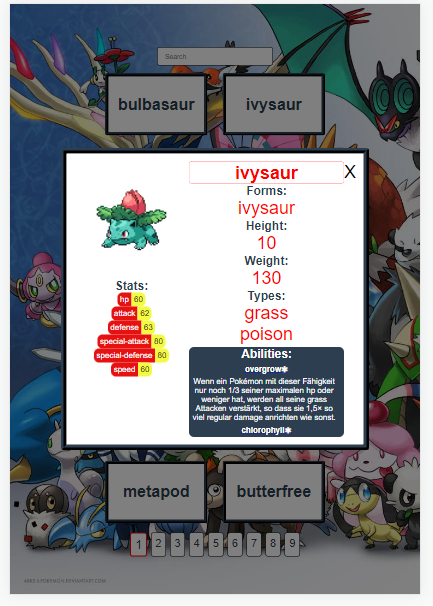 Search
bulbasaur
ivysaur
ivysaur
X
Forms:
ivysaur
Height:
10
Weight:
130
Types:
grass
poison
Stats:
hp 60
attack 62
defense 63
special-attack 80
special-defense 80
speed 60
Abilities:
overgrow✱
Wenn ein Pokémon mit dieser Fähigkeit
nur noch 1/3 seiner maximalen hp oder
weniger hat, werden all seine grass
Attacken verstärkt, so dass sie 1,5× so
viel regular damage anrichten wie sonst.
chlorophyll✱
metapod
butterfree
1 2 3 4 5 6 7 8 9